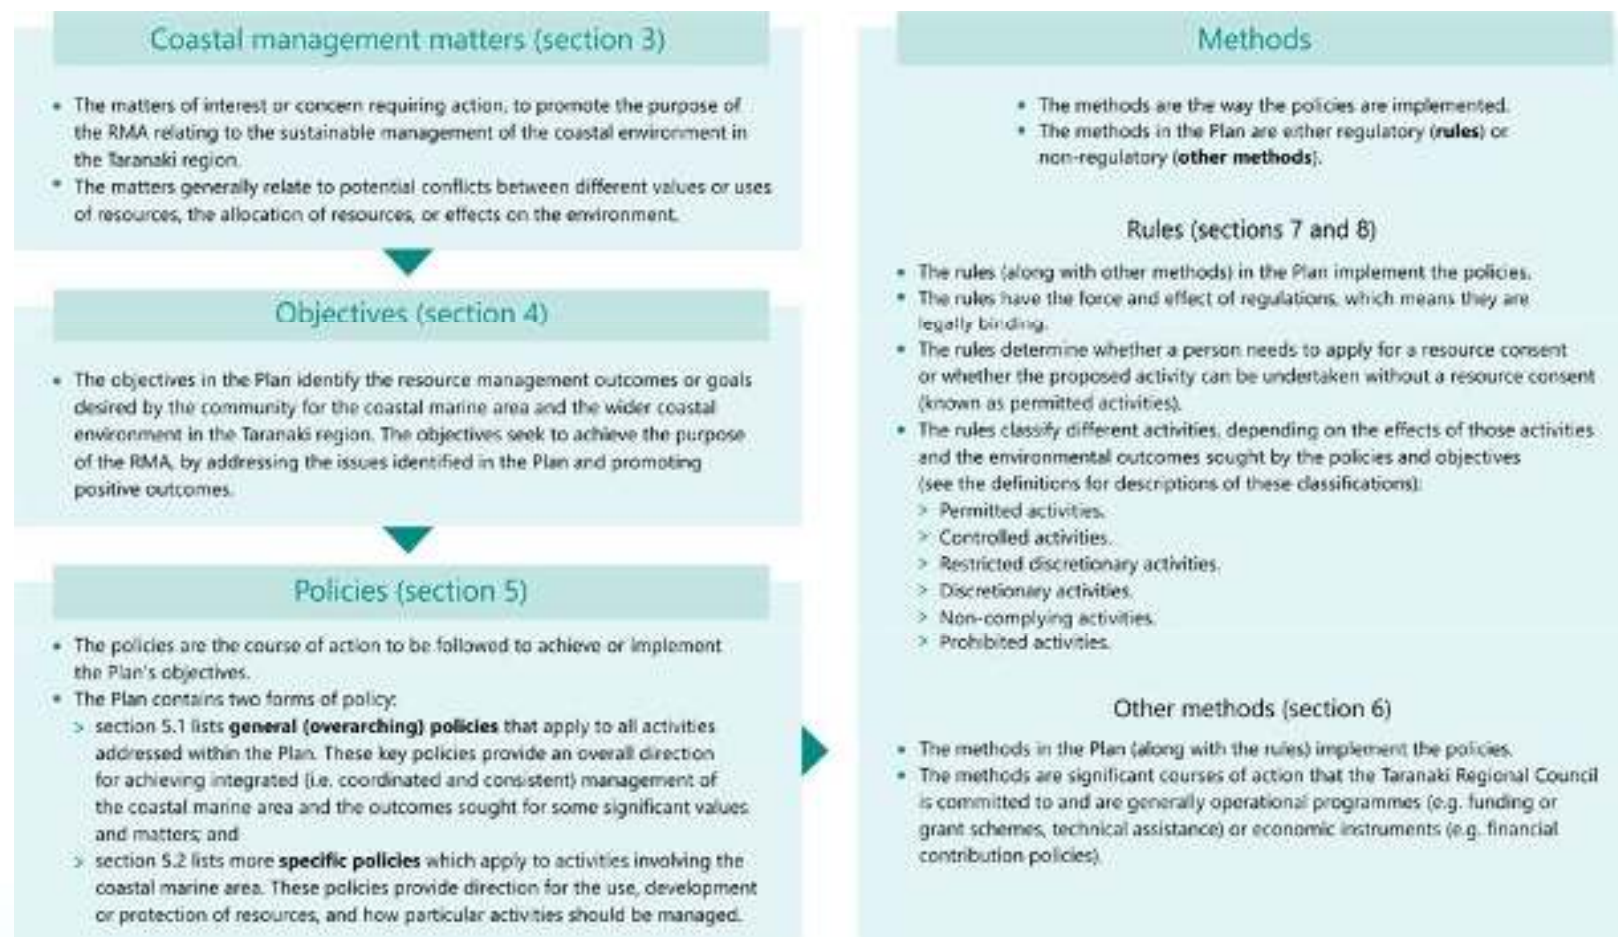 Coastal management matters (section 3)
• The matters of interest or concern requiring action, to promote the purpose of
the RMA relating to the sustainable management of the coastal environment in
the Taranaki region.
• The matters generally relate to potential conflicts between different values or uses
of resources, the allocation of resources, or effects on the environment.
Objectives (section 4)
• The objectives in the Plan identify the resource management outcomes or goals
desired by the community for the coastal marine area and the wider coastal
environment in the Taranaki region. The objectives seek to achieve the purpose
of the RMA, by addressing the issues identified in the Plan and promoting
positive outcomes.
Policies (section 5)
• The policies are the course of action to be followed to achieve or implement
the Plan's objectives.
• The Plan contains two forms of policy:
> section 5.1 lists general (overarching) policies that apply to all activities
addressed within the Plan. These key policies provide an overall direction
for achieving integrated (i.e. coordinated and consistent) management of
the coastal marine area and the outcomes sought for some significant values
and matters; and
> section 5.2 lists more specific policies which apply to activities involving the
coastal marine area. These policies provide direction for the use, development
or protection of resources, and how particular activities should be managed.
Methods
• The methods are the way the policies are implemented.
• The methods in the Plan are either regulatory (rules) or
non-regulatory (other methods).
Rules (sections 7 and 8)
• The rules (along with other methods) in the Plan implement the policies.
• The rules have the force and effect of regulations, which means they are
legally binding.
• The rules determine whether a person needs to apply for a resource consent
or whether the proposed activity can be undertaken without a resource consent
(known as permitted activities).
• The rules classify different activities, depending on the effects of those activities
and the environmental outcomes sought by the policies and objectives
(see the definitions for descriptions of these classifications):
> Permitted activities.
> Controlled activities.
> Restricted discretionary activities.
> Discretionary activities.
> Non-complying activities.
> Prohibited activities.
Other methods (section 6)
• The methods in the Plan (along with the rules) implement the policies.
• The methods are significant courses of action that the Taranaki Regional Council
is committed to and are generally operational programmes (e.g. funding or
grant schemes, technical assistance) or economic instruments (e.g. financial
contribution policies).